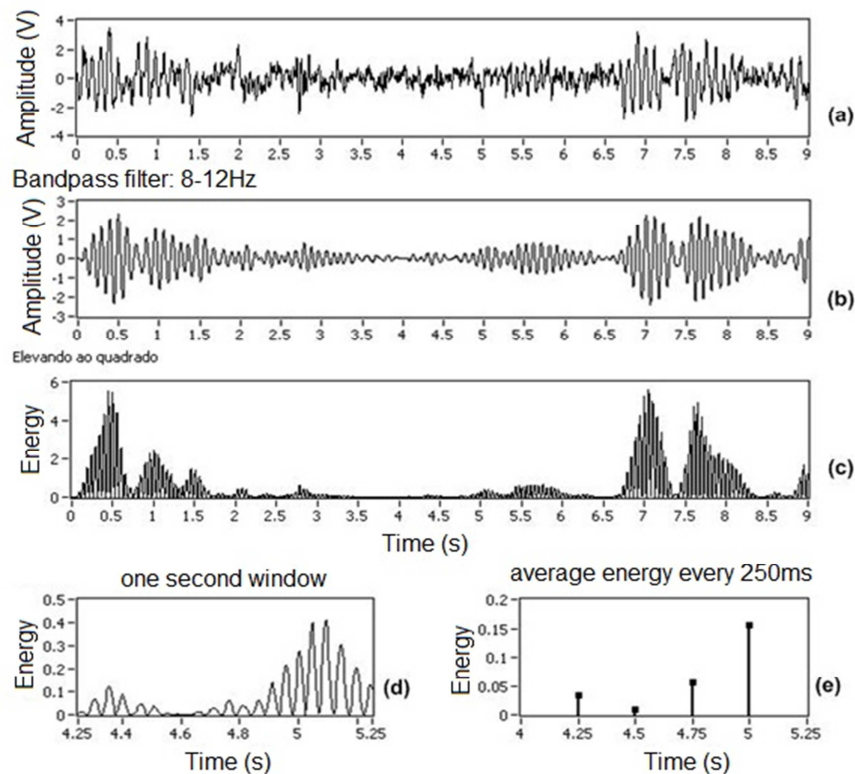 Amplitude (V)
4
2
0
-2
-4
0 0.5 1 1.5 2 2.5 3 3.5 4 4.5 5 5.5 6 6.5 7 7.5 8 8.5 9
(a)
Bandpass filter: 8-12Hz
Amplitude (V)
3
2
1
0
-1
-2
-3
0 0.5 1 1.5 2 2.5 3 3.5 4 4.5 5 5.5 6 6.5 7 7.5 8 8.5 9
(b)
Elevando ao quadrado
Energy
6
4
2
0
0 0.5 1 1.5 2 2.5 3 3.5 4 4.5 5 5.5 6 6.5 7 7.5 8 8.5 9
(c)
Time (s)
one second window
Energy
0.5
0.4
0.3
0.2
0.1
0
4.25 4.4 4.6 4.8 5 5.25
(d)
Time (s)
average energy every 250ms
Energy
0.2
0.15
0.1
0.05
0
4 4.25 4.5 4.75 5 5.25
(e)
Time (s)